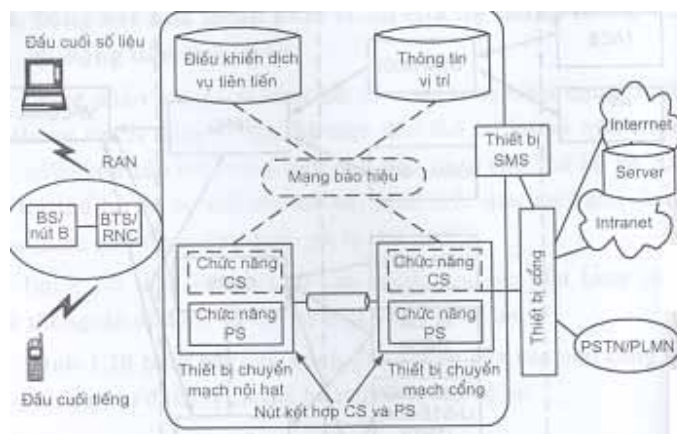 Đầu cuối số liệu
RAN
BS/
nút B
BTS/
RNC
Đầu cuối tiếng
Điều khiển dịch
vụ tiên tiến
Thông tin
vị trí
Mạng báo hiệu
Chức năng
CS
Chức năng
PS
Thiết bị chuyển
mạch nội hạt
Chức năng
CS
Chức năng
PS
Thiết bị chuyển
mạch cổng
Nút kết hợp CS và PS
Thiết bị
SMS
Thiết bị cổng
Interrnet
Server
Intranet
PSTN/PLMN